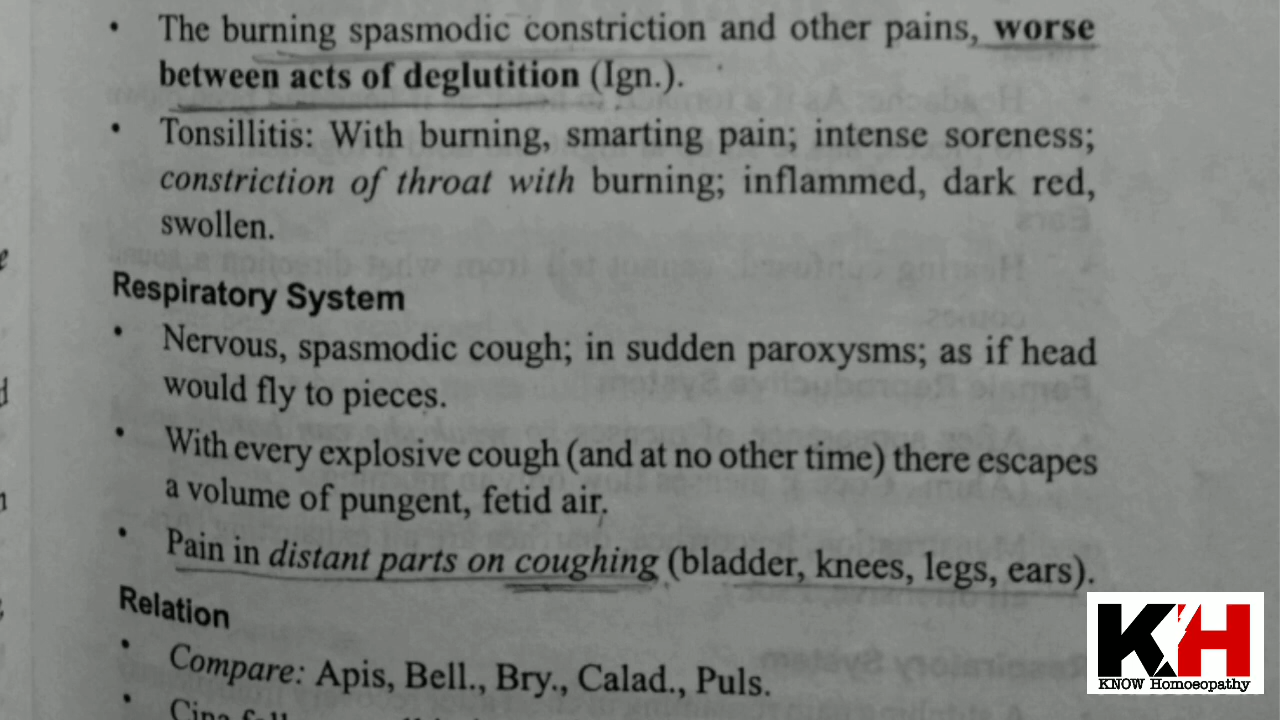 • The burning spasmodic constriction and other pains, worse
between acts of deglutition (Ign.).
• Tonsillitis: With burning, smarting pain; intense soreness;
constriction of throat with burning; inflammed, dark red,
swollen.
Respiratory System
• Nervous, spasmodic cough; in sudden paroxysms; as if head
would fly to pieces.
• With every explosive cough (and at no other time) there escapes
a volume of pungent, fetid air.
• Pain in distant parts on coughing (bladder, knees, legs, ears).
Relation
• Compare: Apis, Bell., Bry., Calad., Puls.
KH
KNOW Homoeopathy